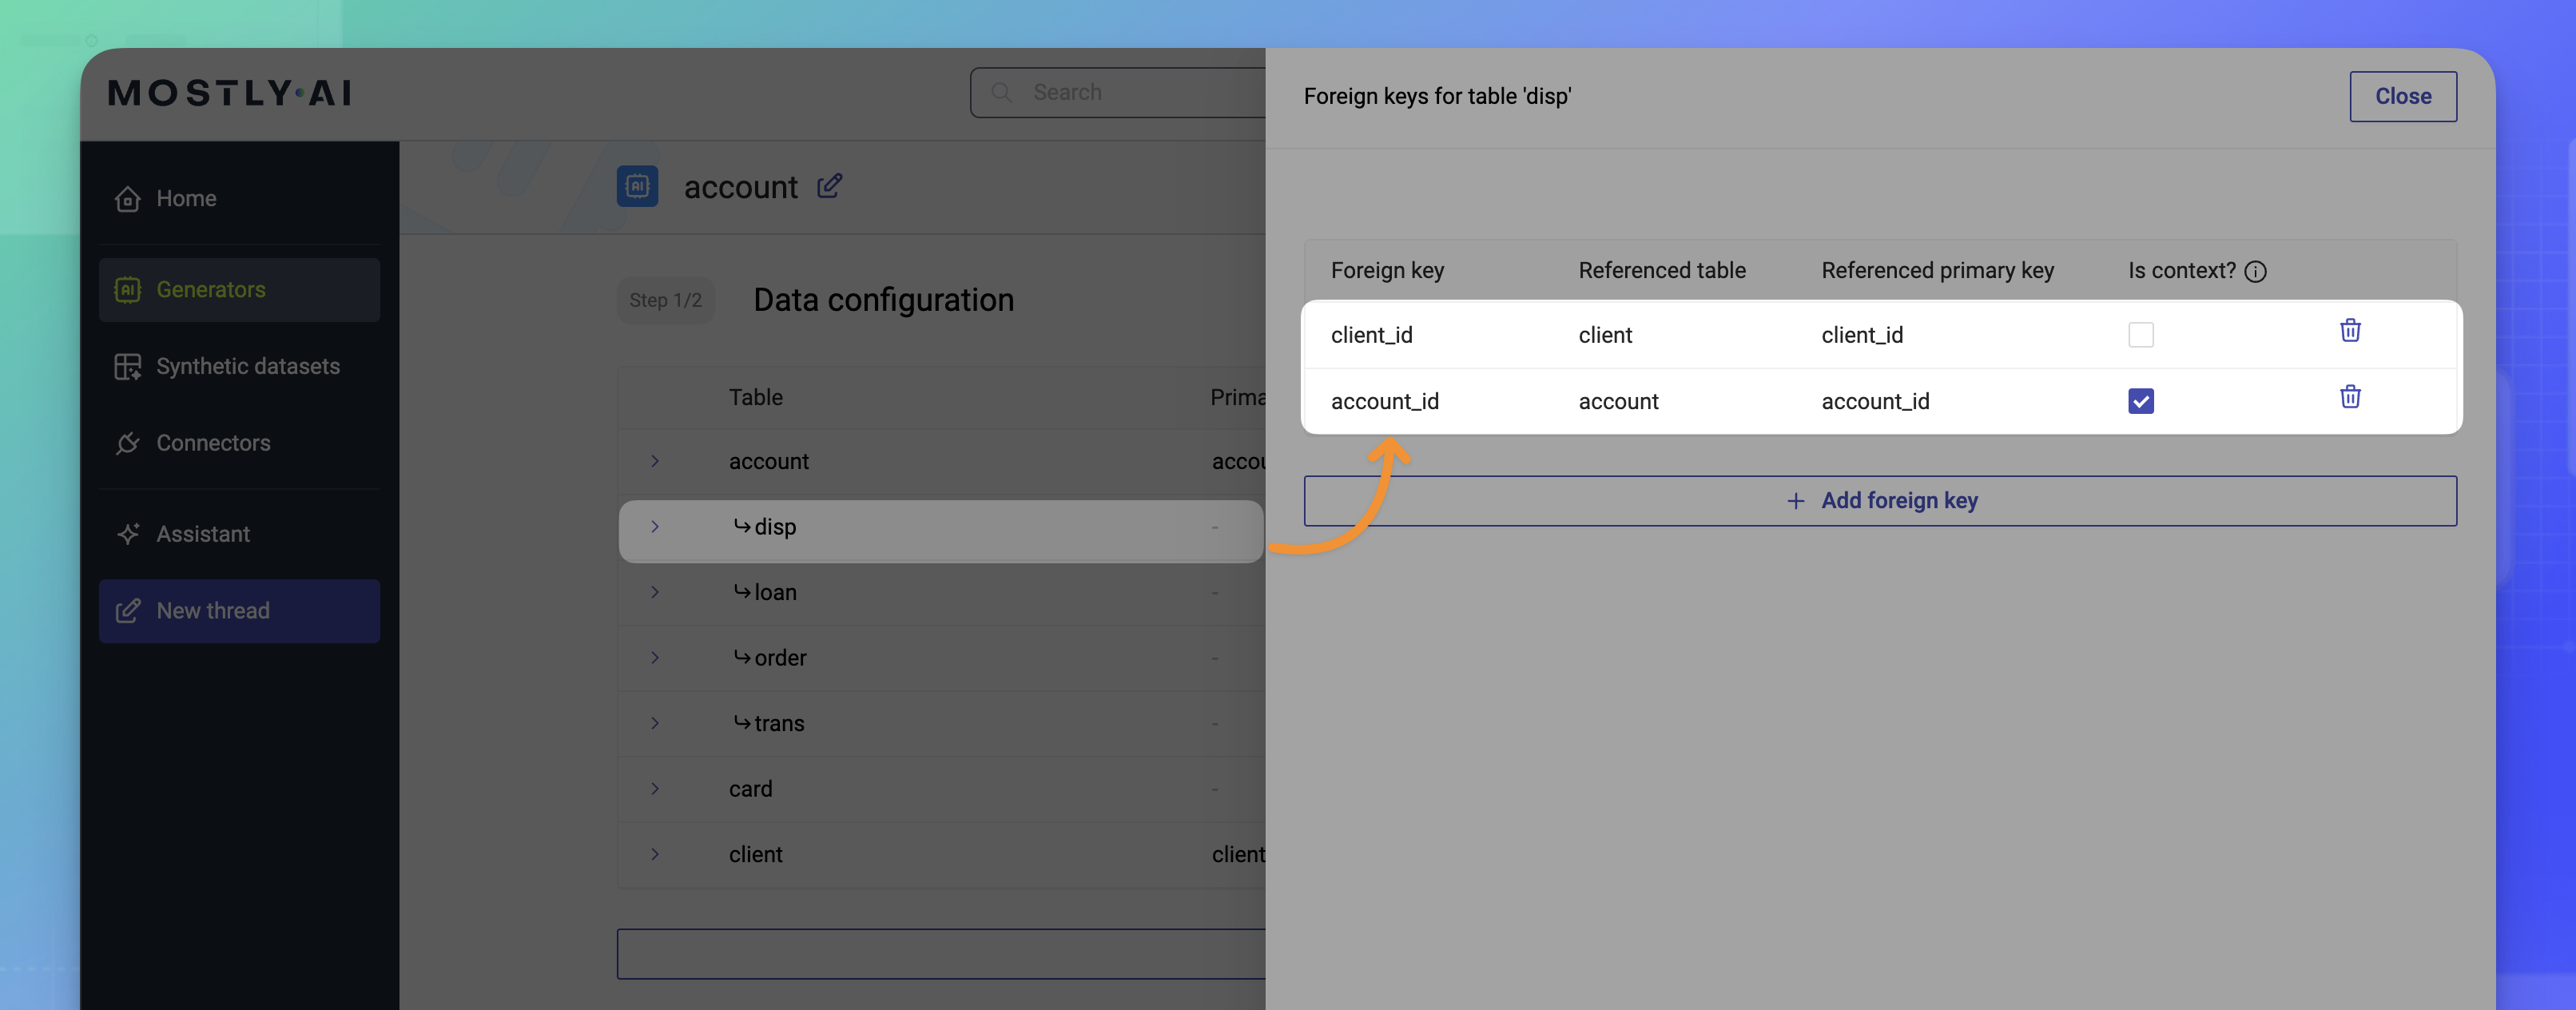 MOSTLY·AI
Search
Foreign keys for table 'disp'
Close
Home
Generators
Synthetic datasets
Connectors
Assistant
New thread
account
Step 1/2
Data configuration
Table
Prima
account
accou
disp
-
loan
-
order
-
trans
-
card
-
client
client
Foreign key
Referenced table
Referenced primary key
Is context?
client_id
client
client_id
account_id
account
account_id
+ Add foreign key